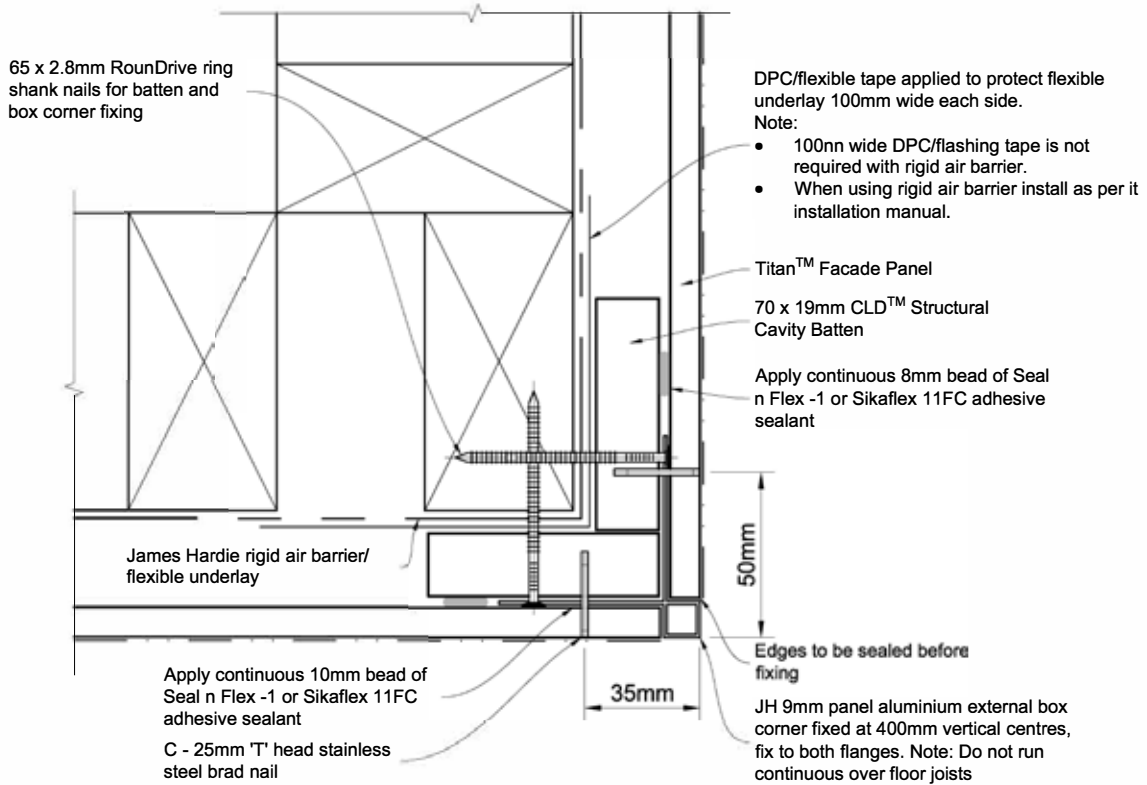 65 x 2.8mm RounDrive ring
shank nails for batten and
box corner fixing
DPC/flexible tape applied to protect flexible
underlay 100mm wide each side.
Note:
• 100nn wide DPC/flashing tape is not
required with rigid air barrier.
• When using rigid air barrier install as per it
installation manual.
Titan™ Facade Panel
70 x 19mm CLD™ Structural
Cavity Batten
Apply continuous 8mm bead of Seal
n Flex -1 or Sikaflex 11FC adhesive
sealant
James Hardie rigid air barrier/
flexible underlay
50mm
Edges to be sealed before
fixing
Apply continuous 10mm bead of
Seal n Flex -1 or Sikaflex 11FC
adhesive sealant
35mm
JH 9mm panel aluminium external box
corner fixed at 400mm vertical centres,
fix to both flanges. Note: Do not run
continuous over floor joists
C - 25mm 'T' head stainless
steel brad nail